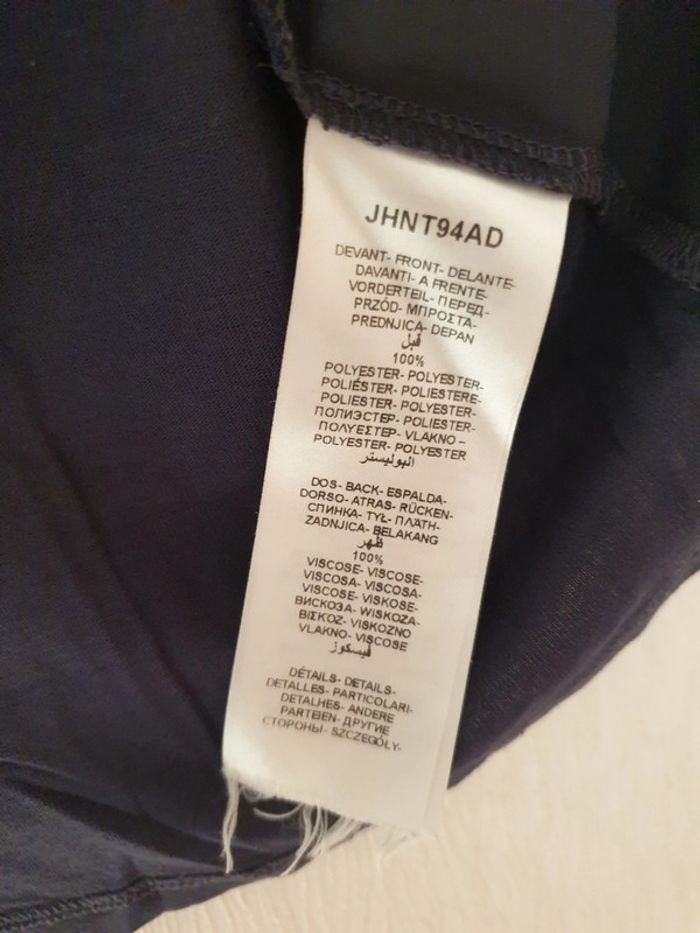 JHNT94AD
DEVANT- FRONT- DELANTE-
DAVANTI- A FRENTE-
VORDERTEIL- ПЕРЕД-
PRZÓD- ΜΠΡΟΣΤΑ-
PREDNJICA- DEPAN
قبل
100%
POLYESTER- POLYESTER-
POLIÉSTER- POLIESTERE-
POLIESTER- POLYESTER-
ПОЛИЭСТЕР- POLIESTER-
ΠΟΛΥΕΣΤΕΡ- VLAKNO –
POLYESTER- POLYESTER
البوليستر
DOS- BACK- ESPALDA-
DORSO- ATRAS- RÜCKEN-
СПИНКА- TYŁ- ΠΛΑΤΗ-
ZADNJICA- BELAKANG
ظهر
100%
VISCOSE- VISCOSE-
VISCOSA- VISCOSA-
VISCOSE- VISKOSE-
ВИСКОЗА- WISKOZA-
ΒΙΣΚΟΖ- VISKOZNO
VLAKNO- VISCOSE
فيسكوز
DÉTAILS- DETAILS-
DETALLES- PARTICOLARI-
DETALHES- ANDERE
PARTEIEN- ДРУГИЕ
СТОРОНЫ- SZCZEGÓŁY-